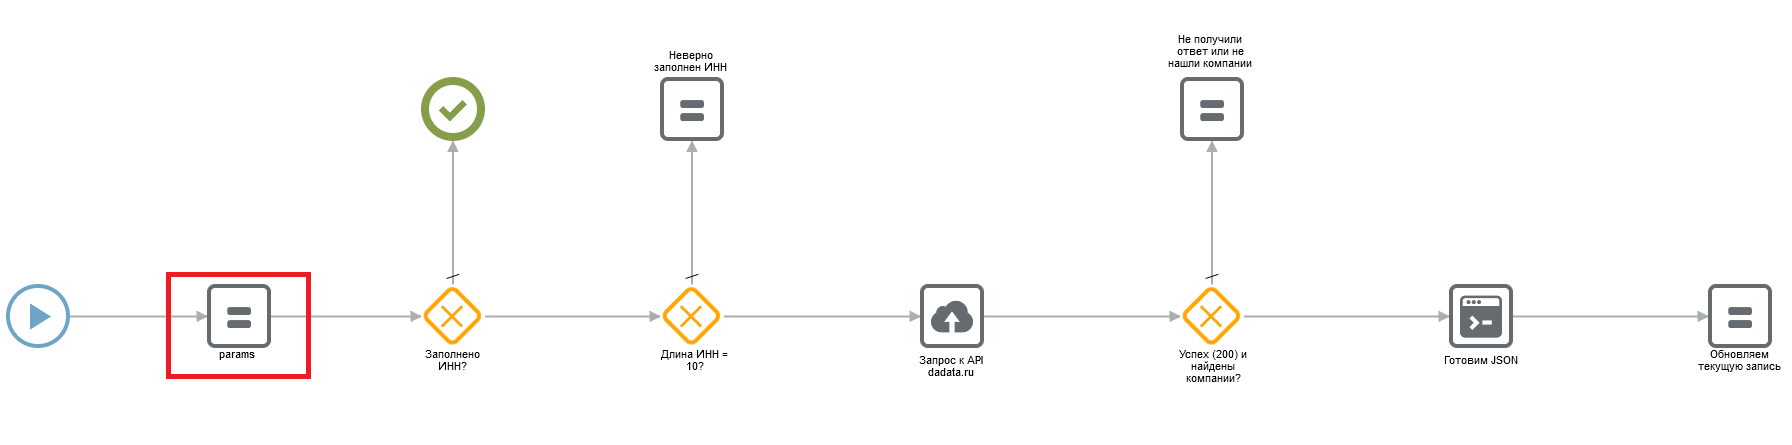 Неверно
заполнен ИНН
Не получили
ответ или не
нашли компании
params
Заполнено
ИНН?
Длина ИНН =
10?
Запрос к API
dadata.ru
Успех (200) и
найдены
компании?
Готовим JSON
Обновляем
текущую запись